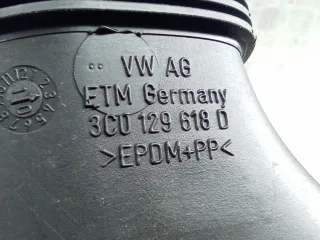 VW AG
ETM Germany
3C0 129 618 D
>EPDM+PP<